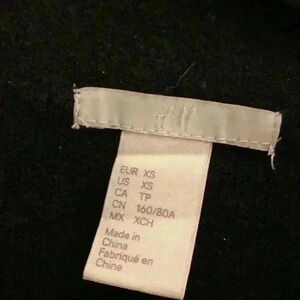 H&M
EUR XS
US XS
CA TP
CN 160/80A
MX XCH
Made in
China
Fabriqué en
Chine